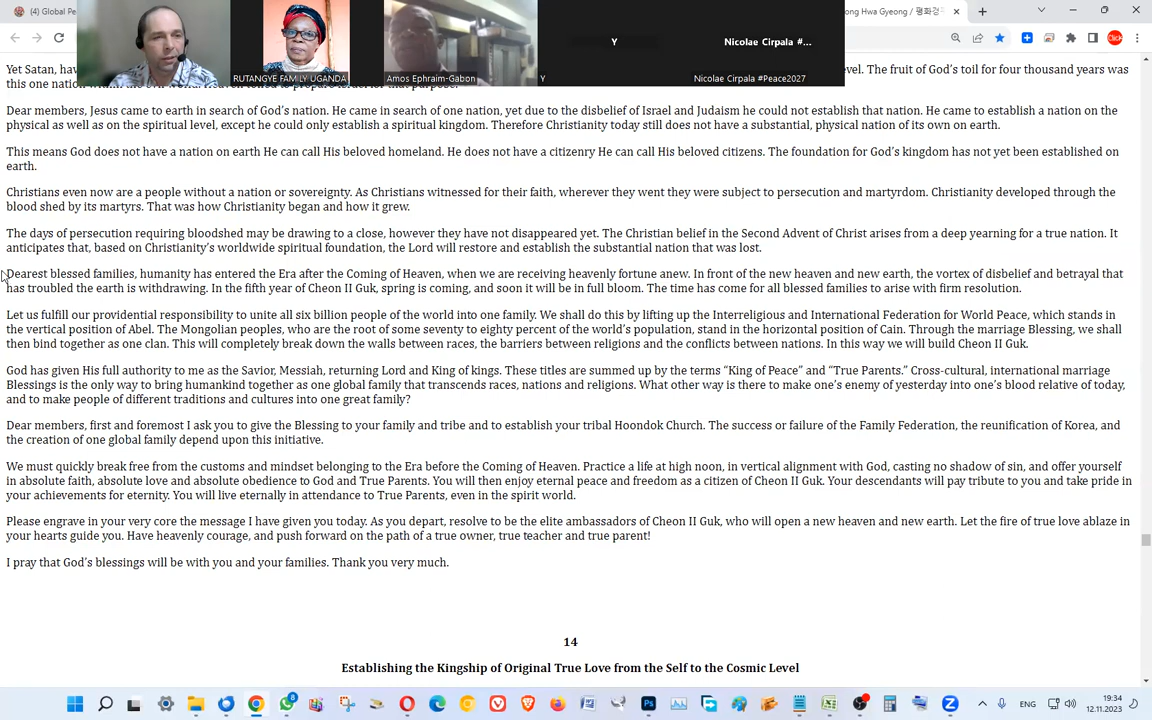 (4) Global Pe
ong Hwa Gyeong / 평화경
RUTANGYE FAMILY UGANDA
Amos Ephraim-Gabon
Y
Y
Nicolae Cirpala #...
Nicolae Cirpala #Peace2027
Click
Yet Satan, hav
evel. The fruit of God's toil for four thousand years was
this one nation within the evil world. Heaven toiled to prepare Israel for that purpose.
Dear members, Jesus came to earth in search of God's nation. He came in search of one nation, yet due to the disbelief of Israel and Judaism he could not establish that nation. He came to establish a nation on the
physical as well as on the spiritual level, except he could only establish a spiritual kingdom. Therefore Christianity today still does not have a substantial, physical nation of its own on earth.
This means God does not have a nation on earth He can call His beloved homeland. He does not have a citizenry He can call His beloved citizens. The foundation for God's kingdom has not yet been established on
earth.
Christians even now are a people without a nation or sovereignty. As Christians witnessed for their faith, wherever they went they were subject to persecution and martyrdom. Christianity developed through the
blood shed by its martyrs. That was how Christianity began and how it grew.
The days of persecution requiring bloodshed may be drawing to a close, however they have not disappeared yet. The Christian belief in the Second Advent of Christ arises from a deep yearning for a true nation. It
anticipates that, based on Christianity's worldwide spiritual foundation, the Lord will restore and establish the substantial nation that was lost.
Dearest blessed families, humanity has entered the Era after the Coming of Heaven, when we are receiving heavenly fortune anew. In front of the new heaven and new earth, the vortex of disbelief and betrayal that
has troubled the earth is withdrawing. In the fifth year of Cheon Il Guk, spring is coming, and soon it will be in full bloom. The time has come for all blessed families to arise with firm resolution.
Let us fulfill our providential responsibility to unite all six billion people of the world into one family. We shall do this by lifting up the Interreligious and International Federation for World Peace, which stands in
the vertical position of Abel. The Mongolian peoples, who are the root of some seventy to eighty percent of the world's population, stand in the horizontal position of Cain. Through the marriage Blessing, we shall
then bind together as one clan. This will completely break down the walls between races, the barriers between religions and the conflicts between nations. In this way we will build Cheon Il Guk.
God has given His full authority to me as the Savior, Messiah, returning Lord and King of kings. These titles are summed up by the terms “King of Peace” and “True Parents.” Cross-cultural, international marriage
Blessings is the only way to bring humankind together as one global family that transcends races, nations and religions. What other way is there to make one's enemy of yesterday into one's blood relative of today,
and to make people of different traditions and cultures into one great family?
Dear members, first and foremost I ask you to give the Blessing to your family and tribe and to establish your tribal Hoondok Church. The success or failure of the Family Federation, the reunification of Korea, and
the creation of one global family depend upon this initiative.
We must quickly break free from the customs and mindset belonging to the Era before the Coming of Heaven. Practice a life at high noon, in vertical alignment with God, casting no shadow of sin, and offer yourself
in absolute faith, absolute love and absolute obedience to God and True Parents. You will then enjoy eternal peace and freedom as a citizen of Cheon Il Guk. Your descendants will pay tribute to you and take pride in
your achievements for eternity. You will live eternally in attendance to True Parents, even in the spirit world.
Please engrave in your very core the message I have given you today. As you depart, resolve to be the elite ambassadors of Cheon Il Guk, who will open a new heaven and new earth. Let the fire of true love ablaze in
your hearts guide you. Have heavenly courage, and push forward on the path of a true owner, true teacher and true parent!
I pray that God's blessings will be with you and your families. Thank you very much.
14
Establishing the Kingship of Original True Love from the Self to the Cosmic Level
8
ENG
19:34
12.11.2023